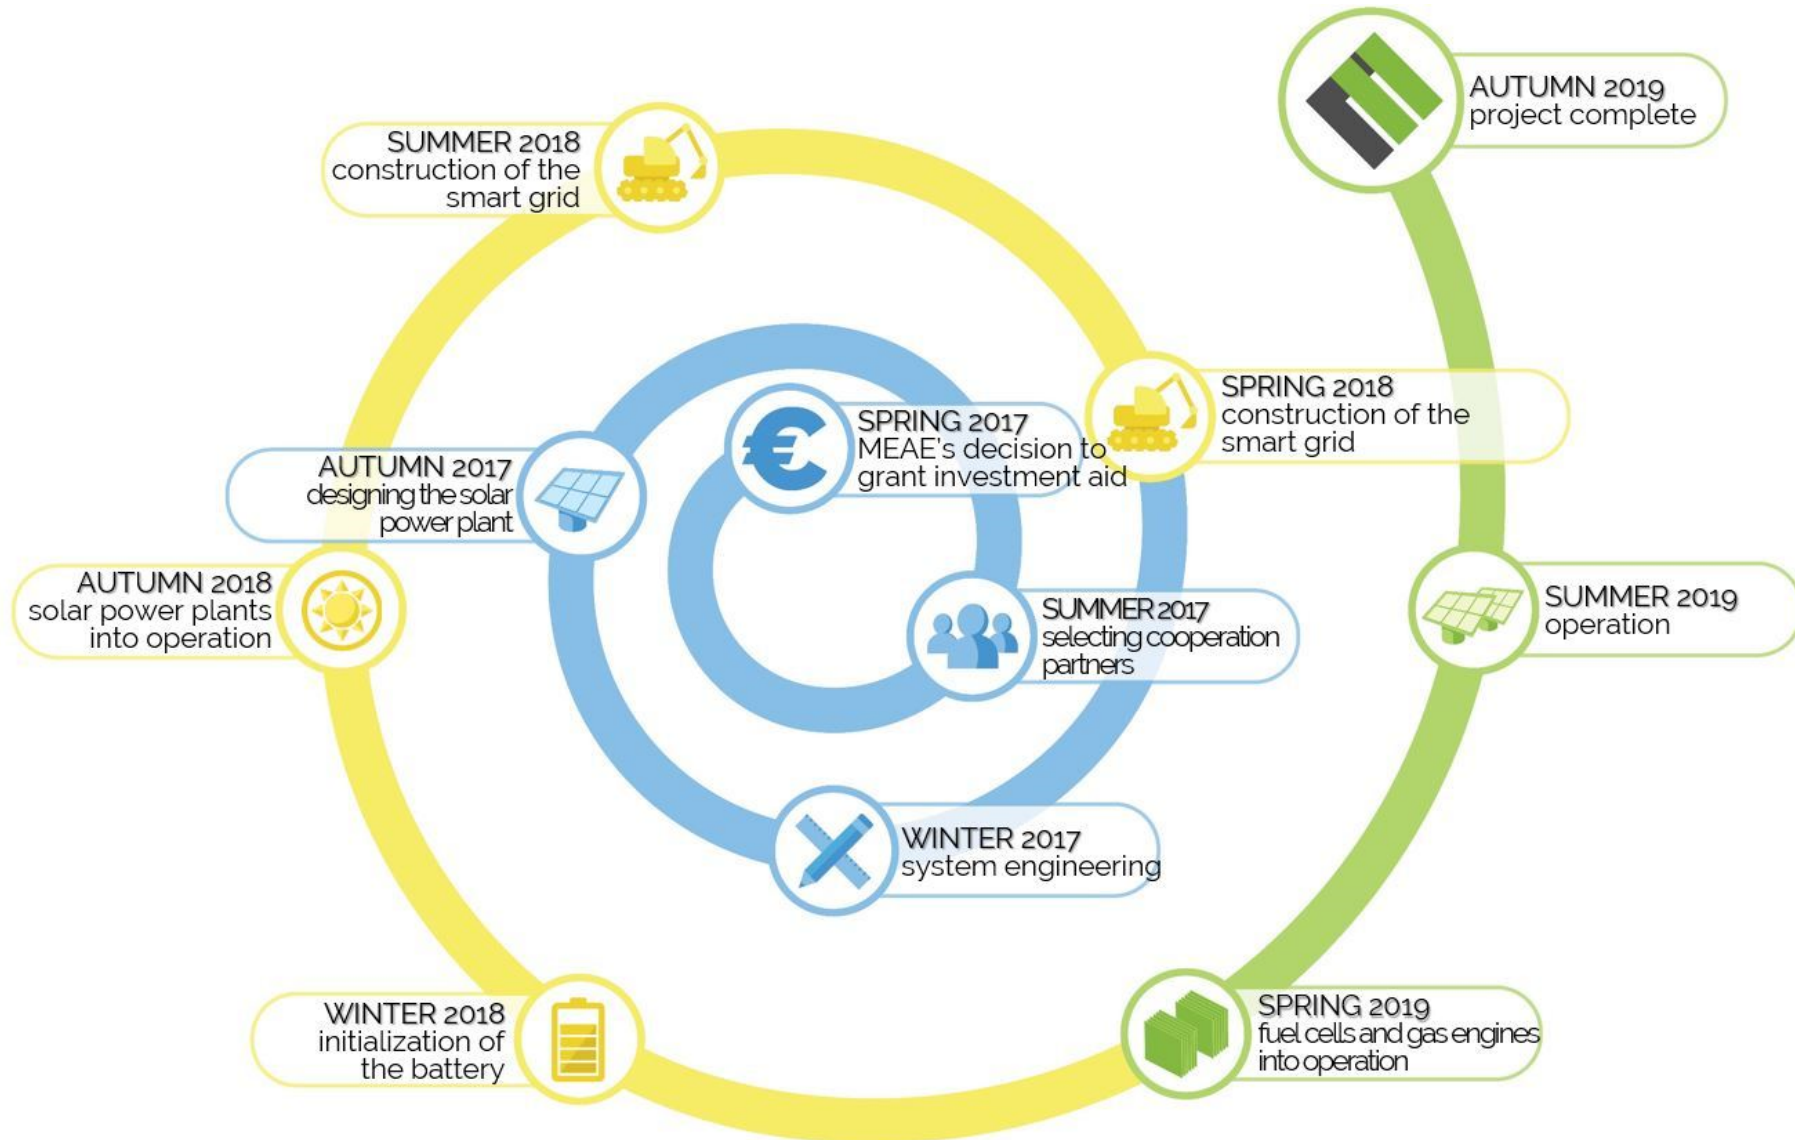 AUTUMN 2019
project complete
SUMMER 2018
construction of the
smart grid
SPRING 2018
construction of the
smart grid
SPRING 2017
MEAE's decision to
grant investment aid
AUTUMN 2017
designing the solar
power plant
AUTUMN 2018
solar power plants
into operation
SUMMER 2017
selecting cooperation
partners
SUMMER 2019
operation
WINTER 2017
system engineering
WINTER 2018
initialization of
the battery
SPRING 2019
fuel cells and gas engines
into operation